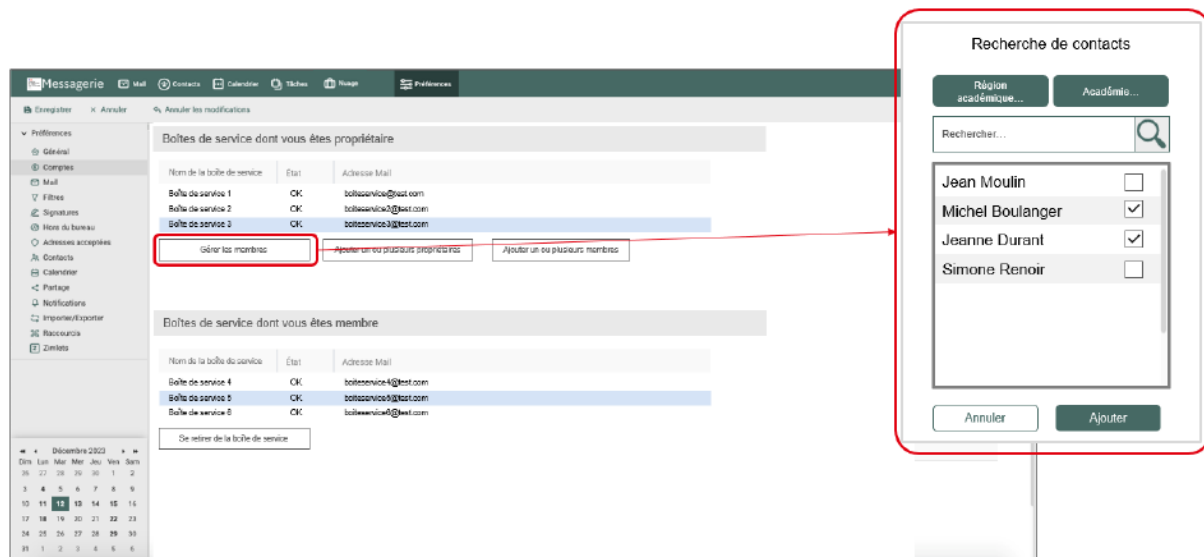 Messagerie Mail Contacts Calendrier Tâches Nuage Préférences
Enregistrer × Annuler Annuler les modifications
Préférences
Général
Comptes
Mail
Filtres
Signatures
Hors du bureau
Adresses acceptées
Contacts
Calendrier
Partage
Notifications
Importer/Exporter
Raccourcis
Zimlets
Boîtes de service dont vous êtes propriétaire
Nom de la boîte de service État Adresse Mail
Boîte de service 1 OK boiteservice@test.com
Boîte de service 2 OK boiteservice2@test.com
Boîte de service 3 OK boiteservice3@test.com
Gérer les membres Ajouter un ou plusieurs propriétaires Ajouter un ou plusieurs membres
Boîtes de service dont vous êtes membre
Nom de la boîte de service État Adresse Mail
Boîte de service 4 OK boiteservice4@test.com
Boîte de service 5 OK boiteservice5@test.com
Boîte de service 6 OK boiteservice6@test.com
Se retirer de la boîte de service
Décembre 2023
Dim Lun Mar Mer Jeu Ven Sam
26 27 28 29 30 1 2
3 4 5 6 7 8 9
10 11 12 13 14 15 16
17 18 19 20 21 22 23
24 25 26 27 28 29 30
31 1 2 3 4 5 6
Recherche de contacts
Région
académique... Académie...
Rechercher...
Jean Moulin
Michel Boulanger
Jeanne Durant
Simone Renoir
Annuler Ajouter